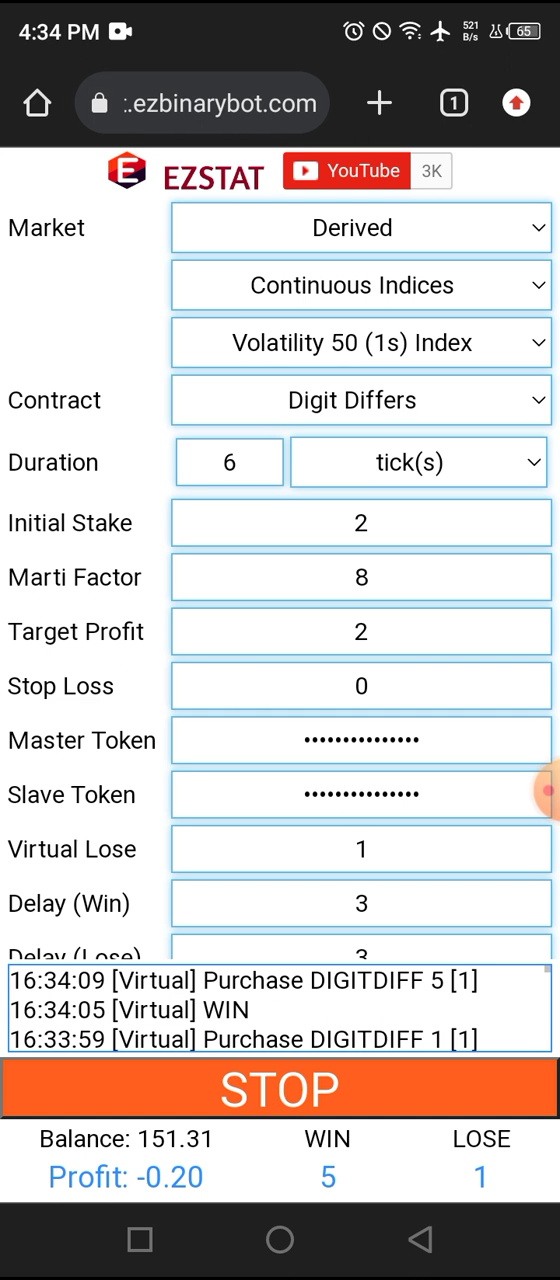 4:34 PM
521
B/s
65
:.ezbinarybot.com
1
E EZSTAT YouTube 3K
Market Derived
Continuous Indices
Volatility 50 (1s) Index
Contract Digit Differs
Duration 6 tick(s)
Initial Stake 2
Marti Factor 8
Target Profit 2
Stop Loss 0
Master Token •••••••••••••••
Slave Token •••••••••••••••
Virtual Lose 1
Delay (Win) 3
Delay (Lose) 3
16:34:09 [Virtual] Purchase DIGITDIFF 5 [1]
16:34:05 [Virtual] WIN
16:33:59 [Virtual] Purchase DIGITDIFF 1 [1]
STOP
Balance: 151.31 WIN LOSE
Profit: -0.20 5 1